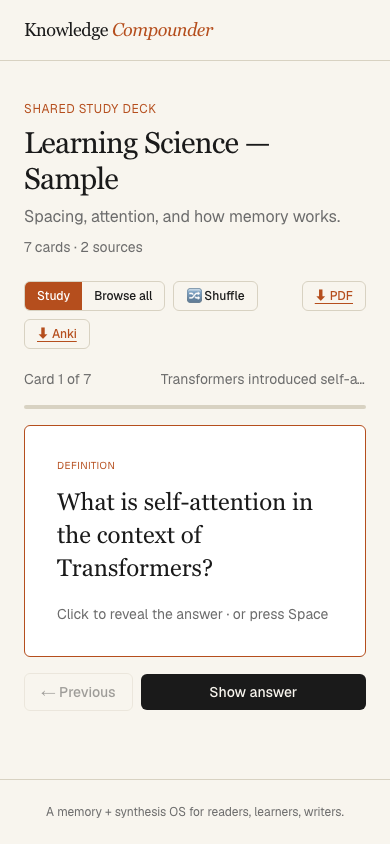 Knowledge Compounder
SHARED STUDY DECK
Learning Science —
Sample
Spacing, attention, and how memory works.
7 cards · 2 sources
Study
Browse all
🔀 Shuffle
⬇ PDF
⬇ Anki
Card 1 of 7
Transformers introduced self-a…
DEFINITION
What is self-attention in
the context of
Transformers?
Click to reveal the answer · or press Space
← Previous
Show answer
A memory + synthesis OS for readers, learners, writers.